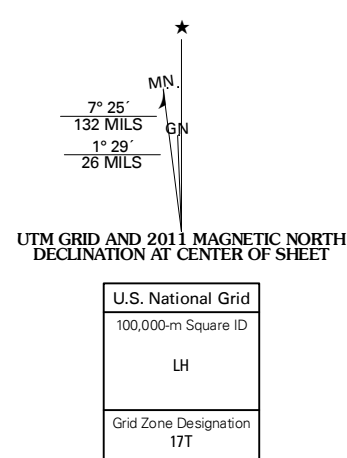 ★
MN
7° 25´
132 MILS
GN
1° 29´
26 MILS
UTM GRID AND 2011 MAGNETIC NORTH
DECLINATION AT CENTER OF SHEET
U.S. National Grid
100,000-m Square ID
LH
Grid Zone Designation
17T